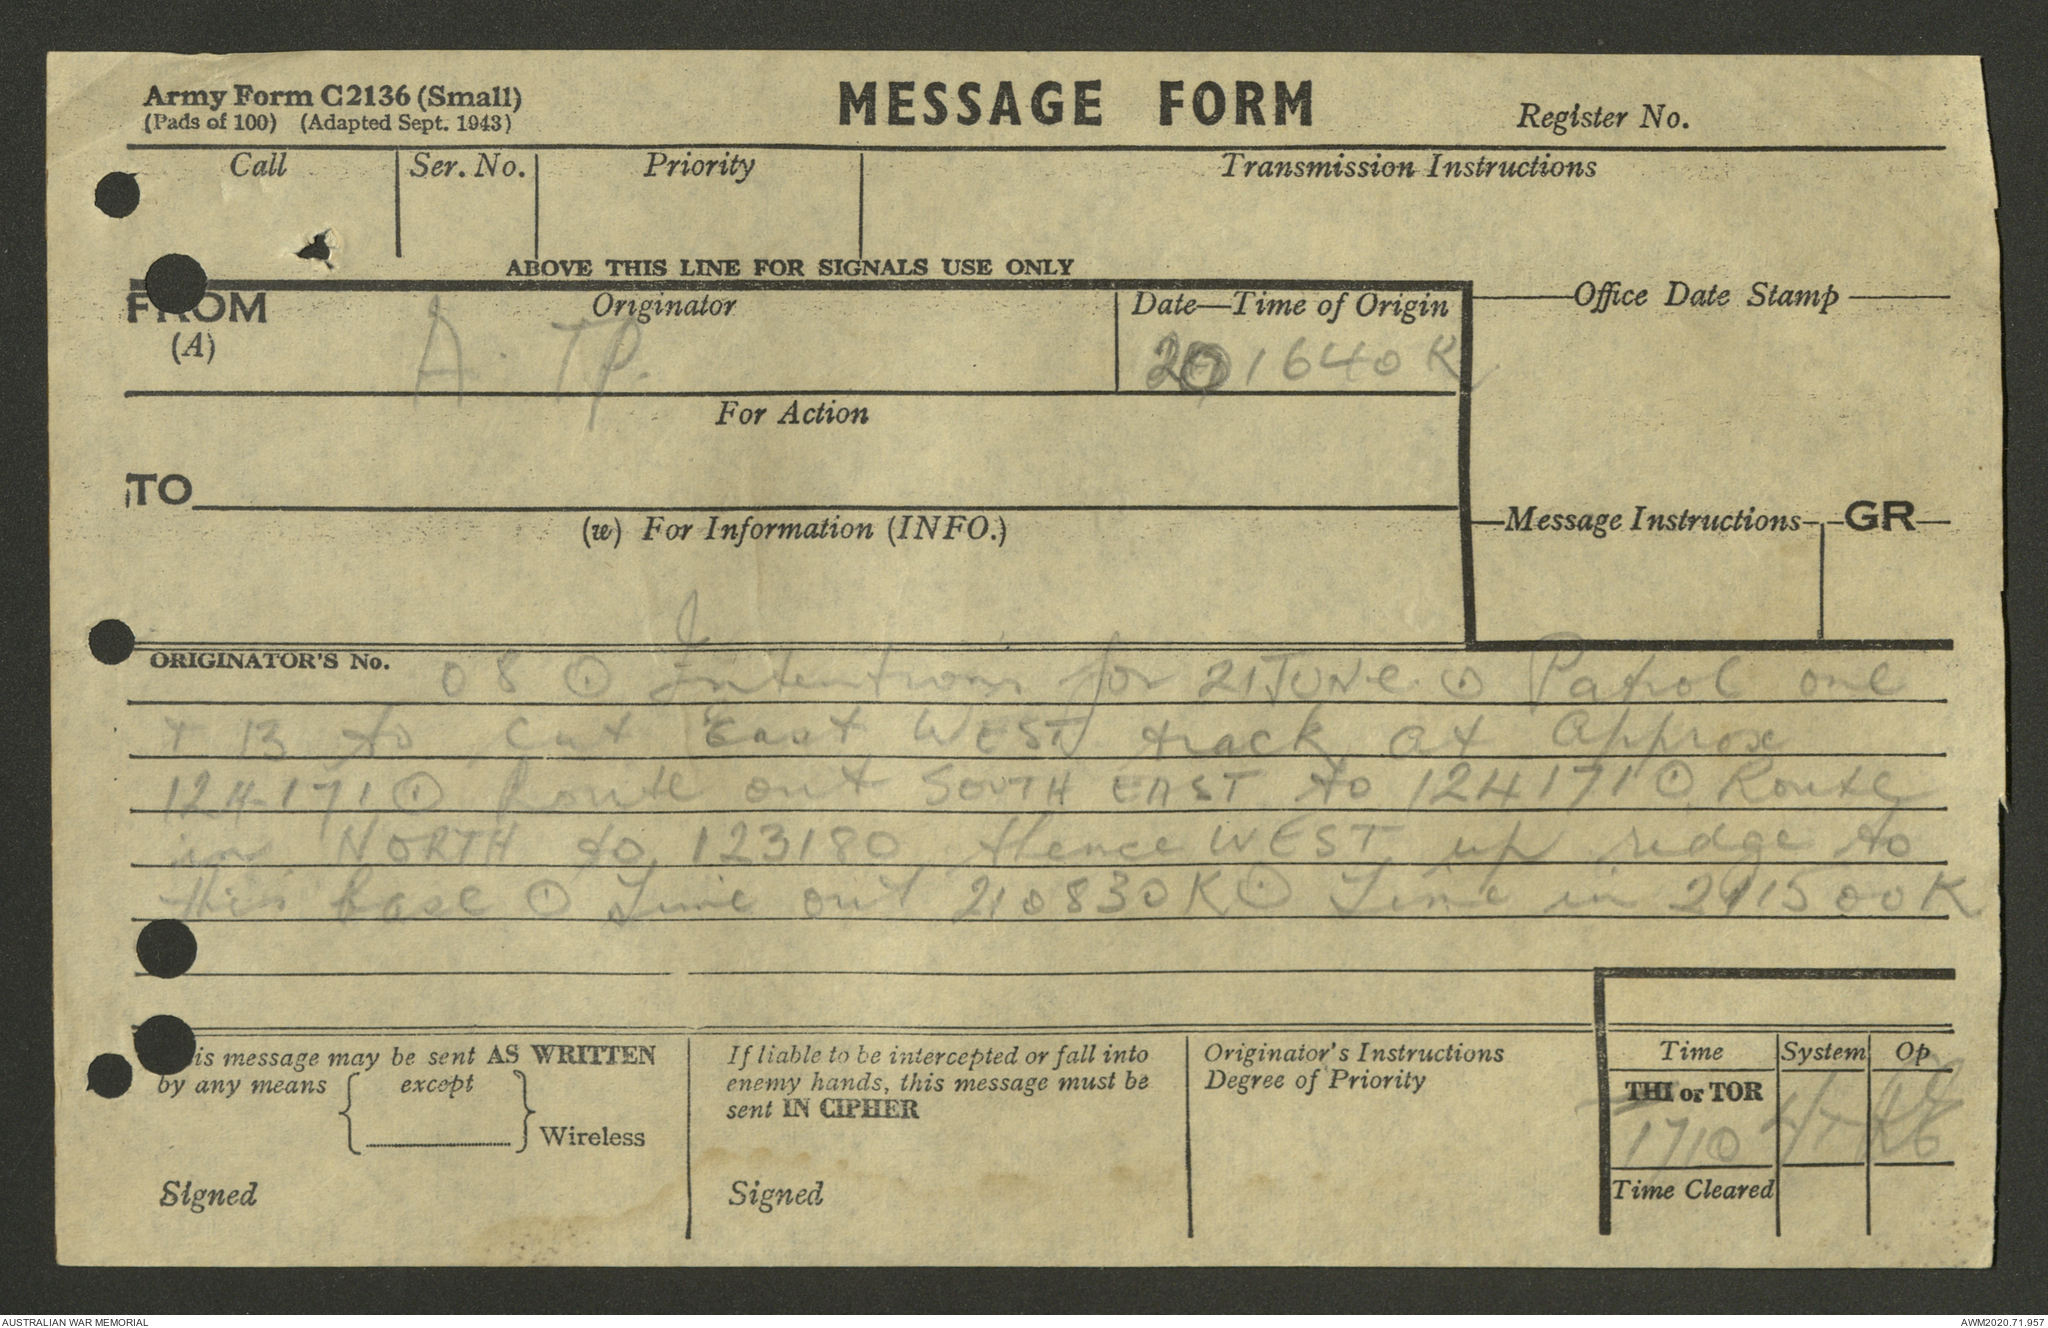 Army Form C2136 (Small)
(Pads of 100) (Adapted Sept. 1943)
MESSAGE FORM
Register No.
Call
Ser. No.
Priority
Transmission Instructions
ABOVE THIS LINE FOR SIGNALS USE ONLY
FROM
(A)
Originator
A. TP.
Date—Time of Origin
201640K
Office Date Stamp
For Action
TO
(w) For Information (INFO.)
Message Instructions
GR
ORIGINATOR'S No.
08 ⊙ Intentions for 21 JUNE ⊙ Patrol one
+ 13 to cut East WEST track at approx
124171 ⊙ Route out SOUTH EAST to 124171 ⊙ Route
in NORTH to 123180 thence WEST up ridge to
this base ⊙ Time out 210830K ⊙ Time in 211500K
This message may be sent AS WRITTEN
by any means except
Wireless
Signed
If liable to be intercepted or fall into
enemy hands, this message must be
sent IN CIPHER
Signed
Originator's Instructions
Degree of Priority
Time
System
Op
THI or TOR
1710
Time Cleared
AUSTRALIAN WAR MEMORIAL
AWM2020.71.957